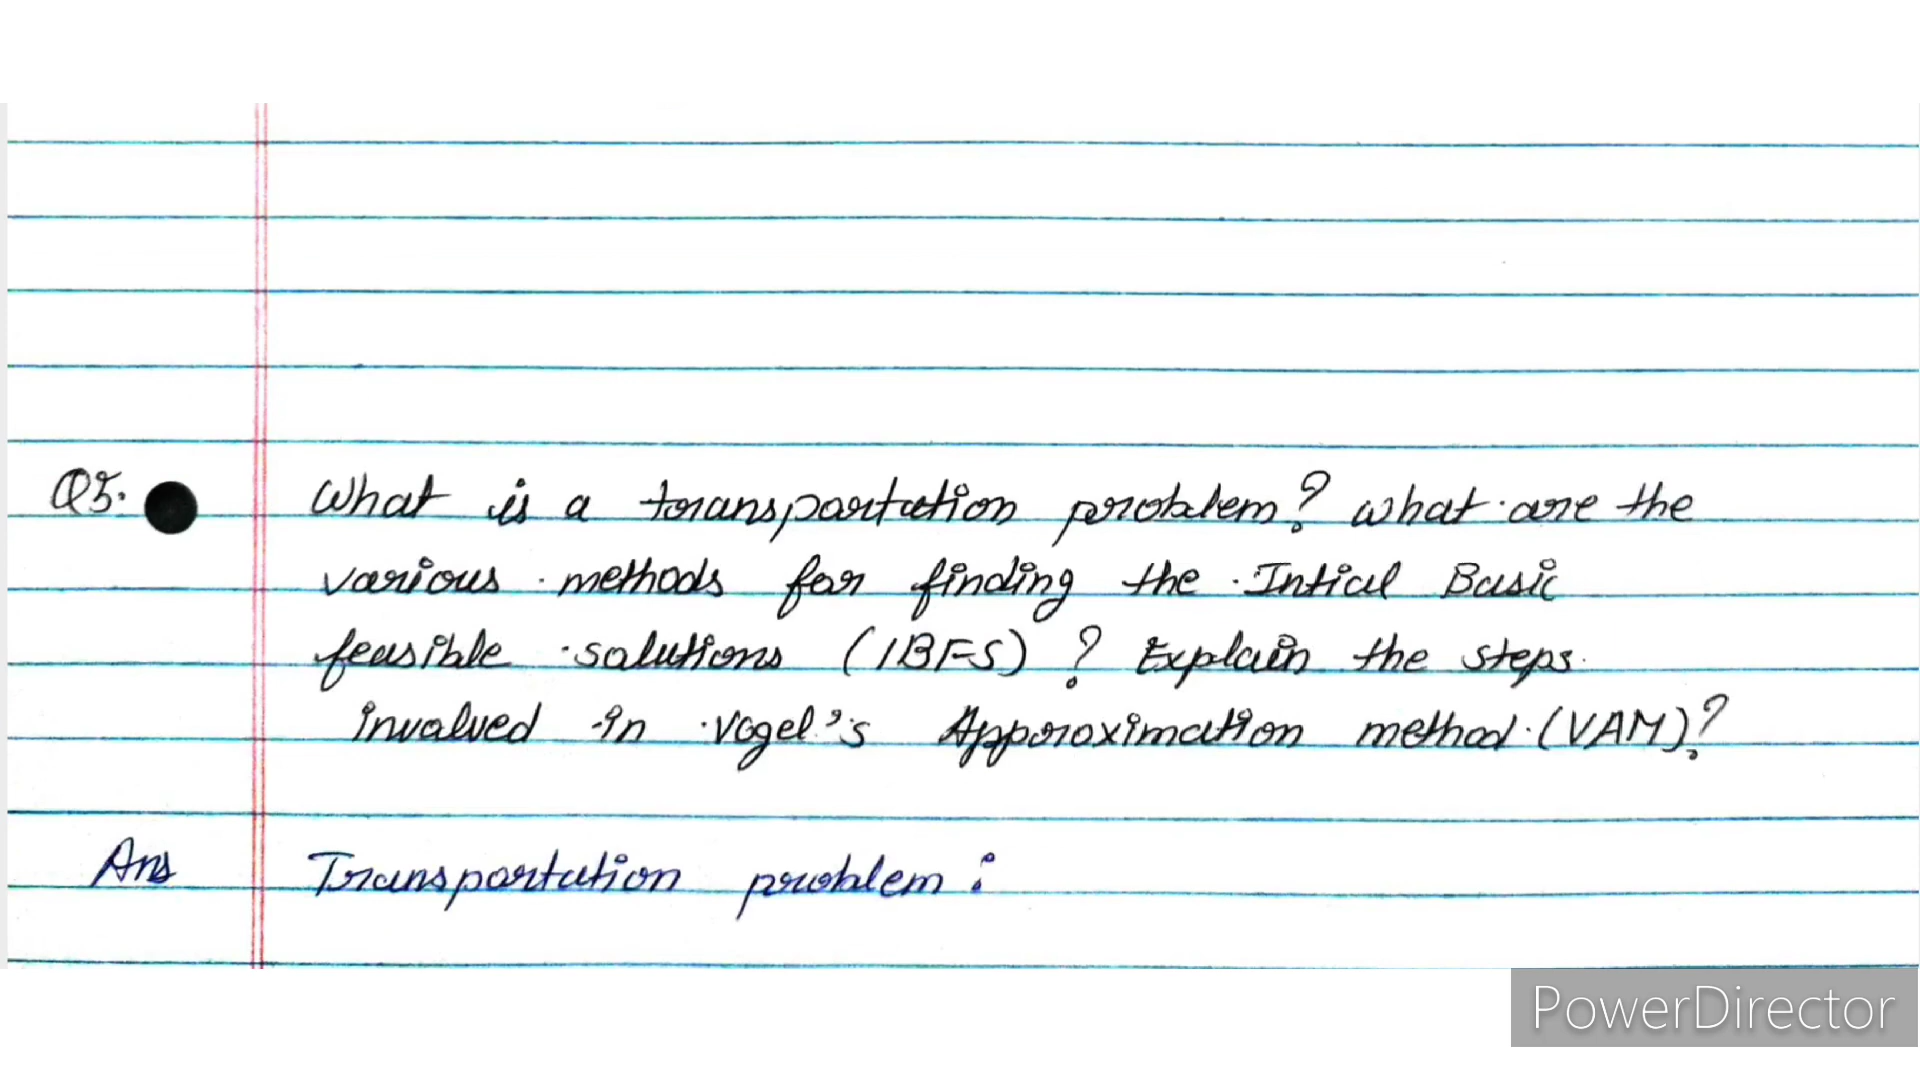 Q5. What is a transportation problem? what are the
various methods for finding the Intial Basic
feasible solutions (IBFS) ? Explain the steps
involved in vogel's Approximation method (VAM)?
Ans Transportation problem :
PowerDirector